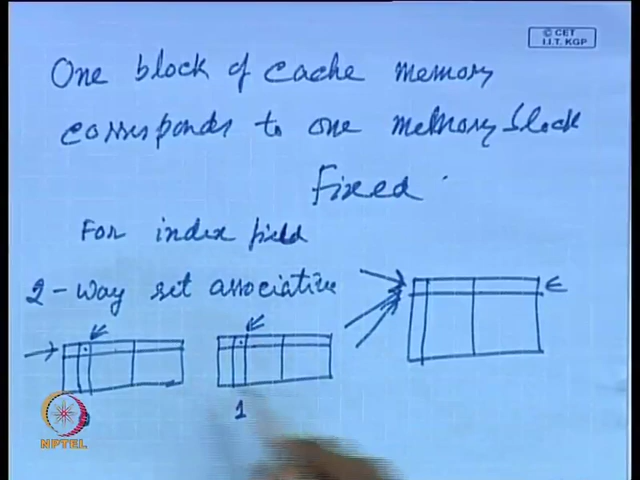 © CET
I.I.T. KGP
One block of cache memory
corresponds to one memory block
Fixed.
For index field
2-way set associative
1
NPTEL